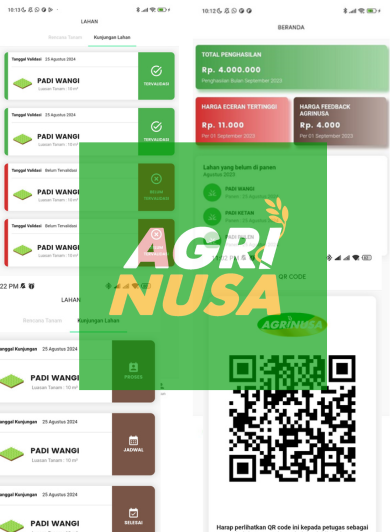 10:13
LAHAN
Rencana Tanam
Kunjungan Lahan
Tanggal Validasi 25 Agustus 2024
PADI WANGI
Luasan Tanam : 10 m²
TERVALIDASI
Tanggal Validasi 25 Agustus 2024
PADI WANGI
Luasan Tanam : 10 m²
TERVALIDASI
Tanggal Validasi Belum Tervalidasi
PADI WANGI
Luasan Tanam : 10 m²
BELUM
TERVALIDASI
Tanggal Validasi Belum Tervalidasi
PADI WANGI
Luasan Tanam : 10 m²
10:12
BERANDA
TOTAL PENGHASILAN
Rp. 4.000.000
Penghasilan Bulan September 2023
HARGA ECERAN TERTINGGI
Rp. 11.000
Per 01 September 2023
HARGA FEEDBACK
AGRINUSA
Rp. 4.000
Per 01 September 2023
Lahan yang belum di panen
Agustus 2023
PADI WANGI
PADI KETAN
AGRI
NUSA
22 PM
LAHAN
Rencana Tanam
Kunjungan Lahan
anggal Kunjungan 25 Agustus 2024
PADI WANGI
Luasan Tanam : 10 m²
PROSES
anggal Kunjungan 25 Agustus 2024
PADI WANGI
Luasan Tanam : 10 m²
JADWAL
anggal Kunjungan 25 Agustus 2024
PADI WANGI
Luasan Tanam : 10 m²
SELESAI
QR CODE
AGRINUSA
Harap perlihatkan QR code ini kepada petugas sebagai